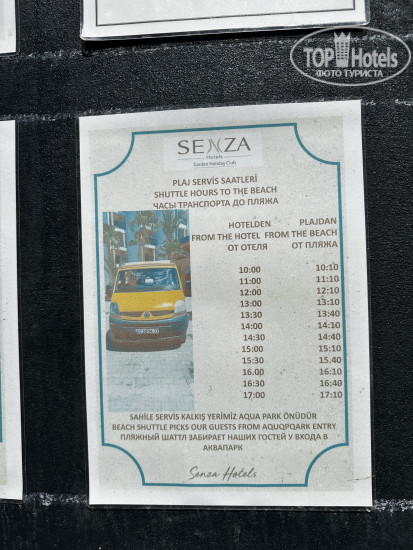 TOP Hotels
ФОТО ТУРИСТА
SENZA
Hotels
Garden Holiday Club
PLAJ SERVİS SAATLERİ
SHUTTLE HOURS TO THE BEACH
ЧАСЫ ТРАНСПОРТА ДО ПЛЯЖА
HOTELDEN PLAJDAN
FROM THE HOTEL FROM THE BEACH
ОТ ОТЕЛЯ ОТ ПЛЯЖА
10:00 10:10
11:00 11:10
12:00 12:10
13:00 13:10
13:30 13:40
14:00 14:10
14:30 14:40
15:00 15:10
15:30 15.40
16.00 16:10
16:30 16:40
17:00 17:10
SAHİLE SERVİS KALKIŞ YERİMİZ AQUA PARK ÖNÜDÜR
BEACH SHUTTLE PICKS OUR GUESTS FROM AQUQPQARK ENTRY
ПЛЯЖНЫЙ ШАТТЛ ЗАБИРАЕТ НАШИХ ГОСТЕЙ У ВХОДА В
АКВАПАРК
Senza Hotels